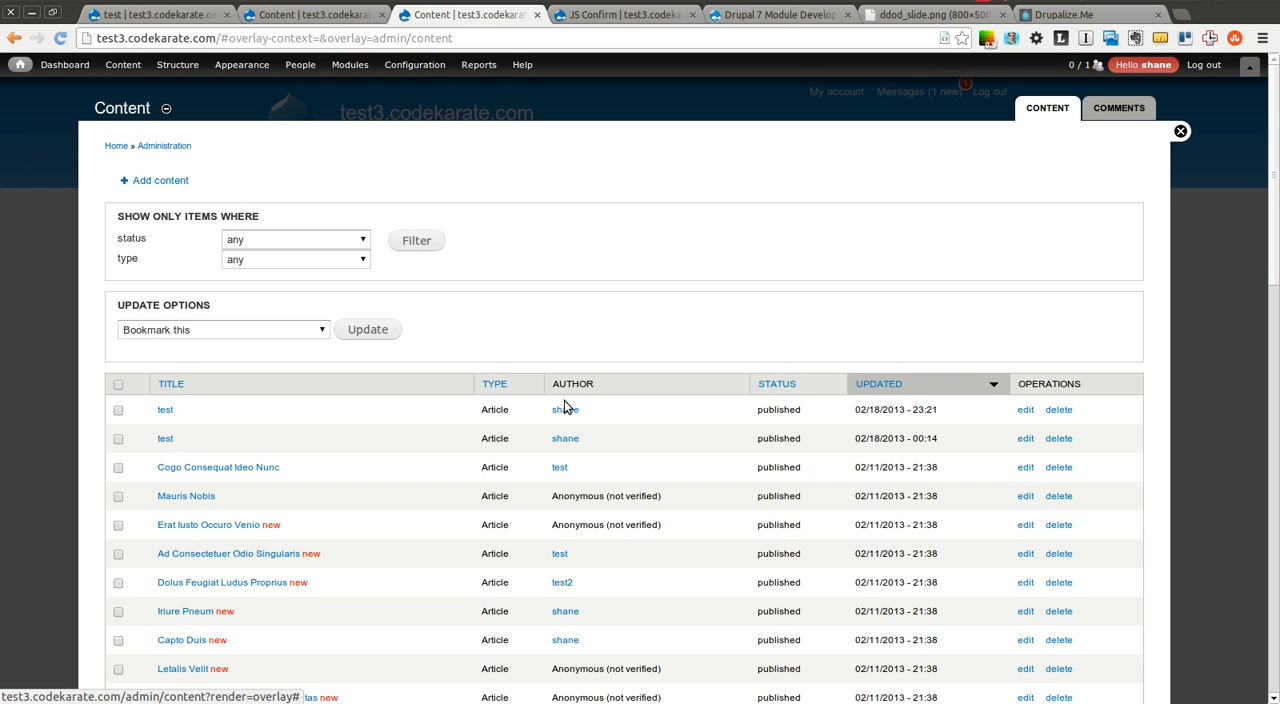 test | test3.codekarate.co
Content | test3.codekarat
Content | test3.codekarat
JS Confirm | test3.codeka
Drupal 7 Module Develop
ddod_slide.png (800×500
Drupalize.Me
test3.codekarate.com/#overlay-context=&overlay=admin/content
Dashboard Content Structure Appearance People Modules Configuration Reports Help 0 / 1 Hello shane Log out
My account Messages (1 new) 1 Log out
Content test3.codekarate.com CONTENT COMMENTS
Home » Administration
Add content
SHOW ONLY ITEMS WHERE
status any Filter
type any
UPDATE OPTIONS
Bookmark this Update
TITLE TYPE AUTHOR STATUS UPDATED OPERATIONS
test Article shane published 02/18/2013 - 23:21 edit delete
test Article shane published 02/18/2013 - 00:14 edit delete
Cogo Consequat Ideo Nunc Article test published 02/11/2013 - 21:38 edit delete
Mauris Nobis Article Anonymous (not verified) published 02/11/2013 - 21:38 edit delete
Erat Iusto Occuro Venio new Article Anonymous (not verified) published 02/11/2013 - 21:38 edit delete
Ad Consectetuer Odio Singularis new Article test published 02/11/2013 - 21:38 edit delete
Dolus Feugiat Ludus Proprius new Article test2 published 02/11/2013 - 21:38 edit delete
Iriure Pneum new Article shane published 02/11/2013 - 21:38 edit delete
Capto Duis new Article shane published 02/11/2013 - 21:38 edit delete
Letalis Velit new Article Anonymous (not verified) published 02/11/2013 - 21:38 edit delete
test3.codekarate.com/admin/content?render=overlay# tas new Article Anonymous (not verified) published 02/11/2013 - 21:38 edit delete